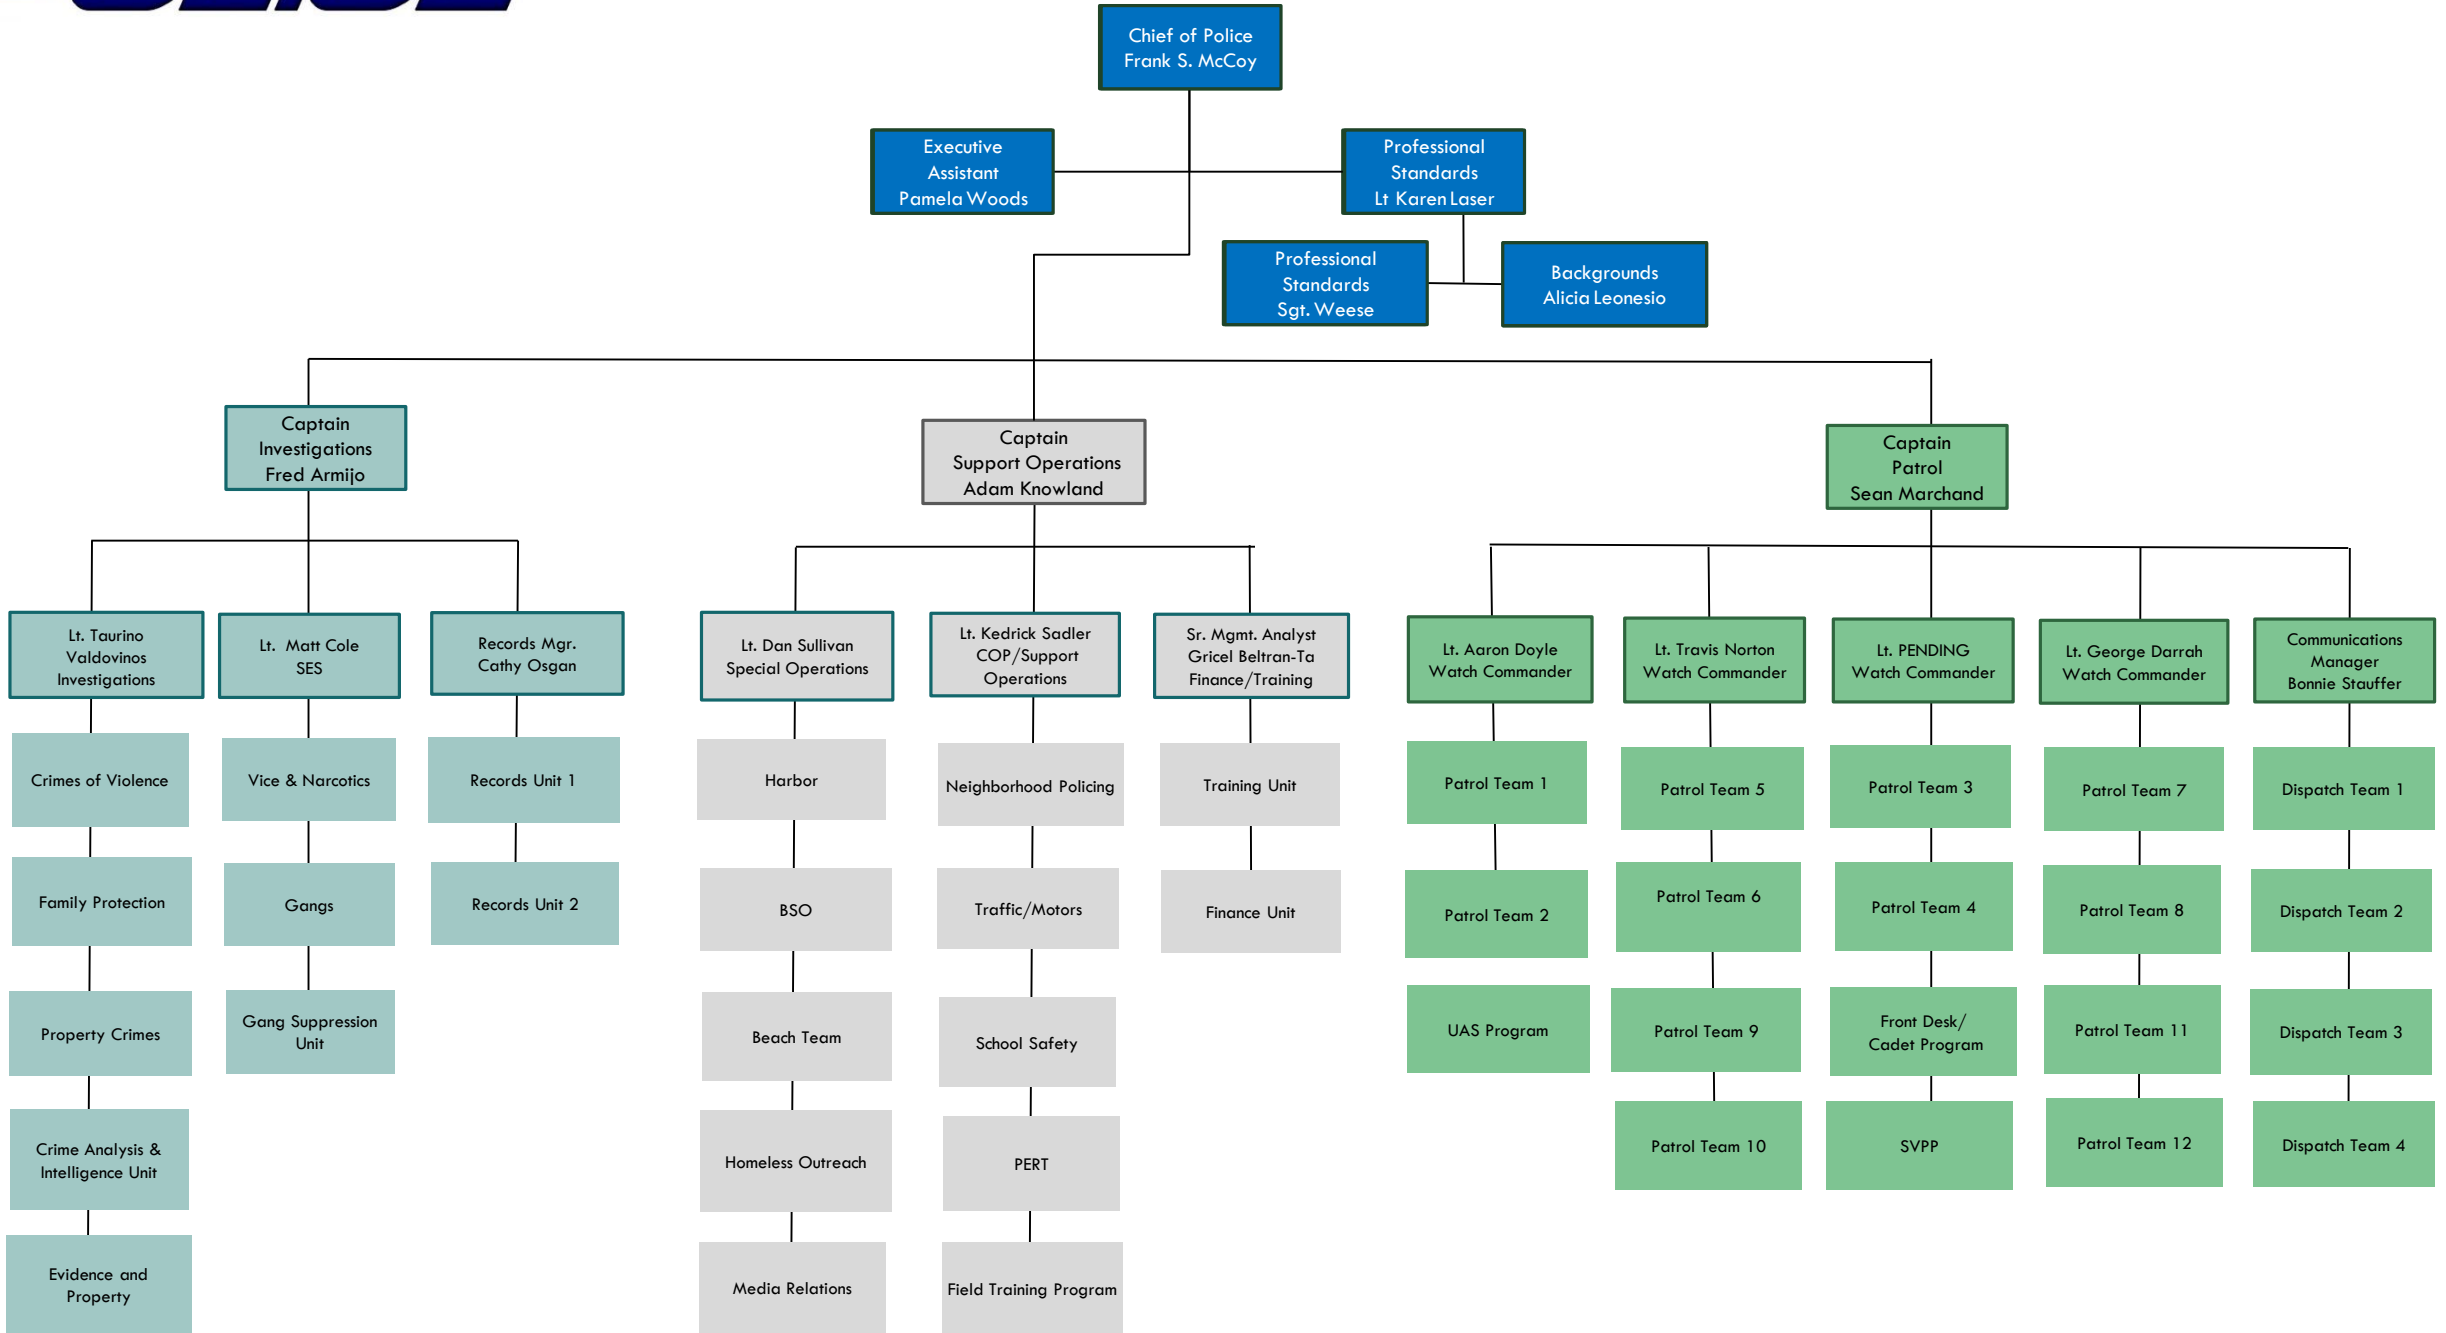 Chief of Police
Frank S. McCoy
Executive
Assistant
Pamela Woods
Professional
Standards
Lt Karen Laser
Professional
Standards
Sgt. Weese
Backgrounds
Alicia Leonesio
Captain
Investigations
Fred Armijo
Captain
Support Operations
Adam Knowland
Captain
Patrol
Sean Marchand
Lt. Taurino
Valdovinos
Investigations
Lt. Matt Cole
SES
Records Mgr.
Cathy Osgan
Lt. Dan Sullivan
Special Operations
Lt. Kedrick Sadler
COP/Support
Operations
Sr. Mgmt. Analyst
Gricel Beltran-Ta
Finance/Training
Lt. Aaron Doyle
Watch Commander
Lt. Travis Norton
Watch Commander
Lt. PENDING
Watch Commander
Lt. George Darrah
Watch Commander
Communications
Manager
Bonnie Stauffer
Crimes of Violence
Vice & Narcotics
Records Unit 1
Harbor
Neighborhood Policing
Training Unit
Patrol Team 1
Patrol Team 5
Patrol Team 3
Patrol Team 7
Dispatch Team 1
Family Protection
Gangs
Records Unit 2
BSO
Traffic/Motors
Finance Unit
Patrol Team 2
Patrol Team 6
Patrol Team 4
Patrol Team 8
Dispatch Team 2
Property Crimes
Gang Suppression
Unit
Beach Team
School Safety
UAS Program
Patrol Team 9
Front Desk/
Cadet Program
Patrol Team 11
Dispatch Team 3
Crime Analysis &
Intelligence Unit
Homeless Outreach
PERT
Patrol Team 10
SVPP
Patrol Team 12
Dispatch Team 4
Evidence and
Property
Media Relations
Field Training Program